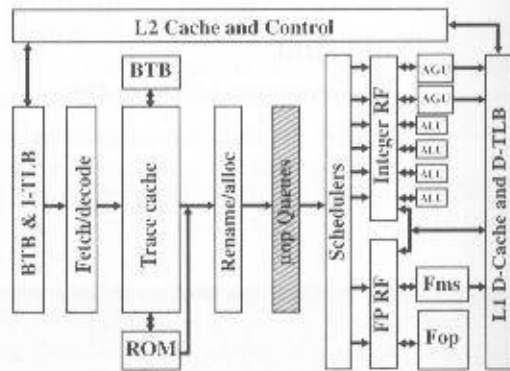 L2 Cache and Control
BTB
BTB & I-TLB
Fetch/decode
Trace cache
Rename/alloc
µop Queues
Schedulers
Integer RF
FP RF
AGU
AGU
ALU
ALU
ALU
ALU
Fms
Fop
L1 D-Cache and D-TLB
ROM